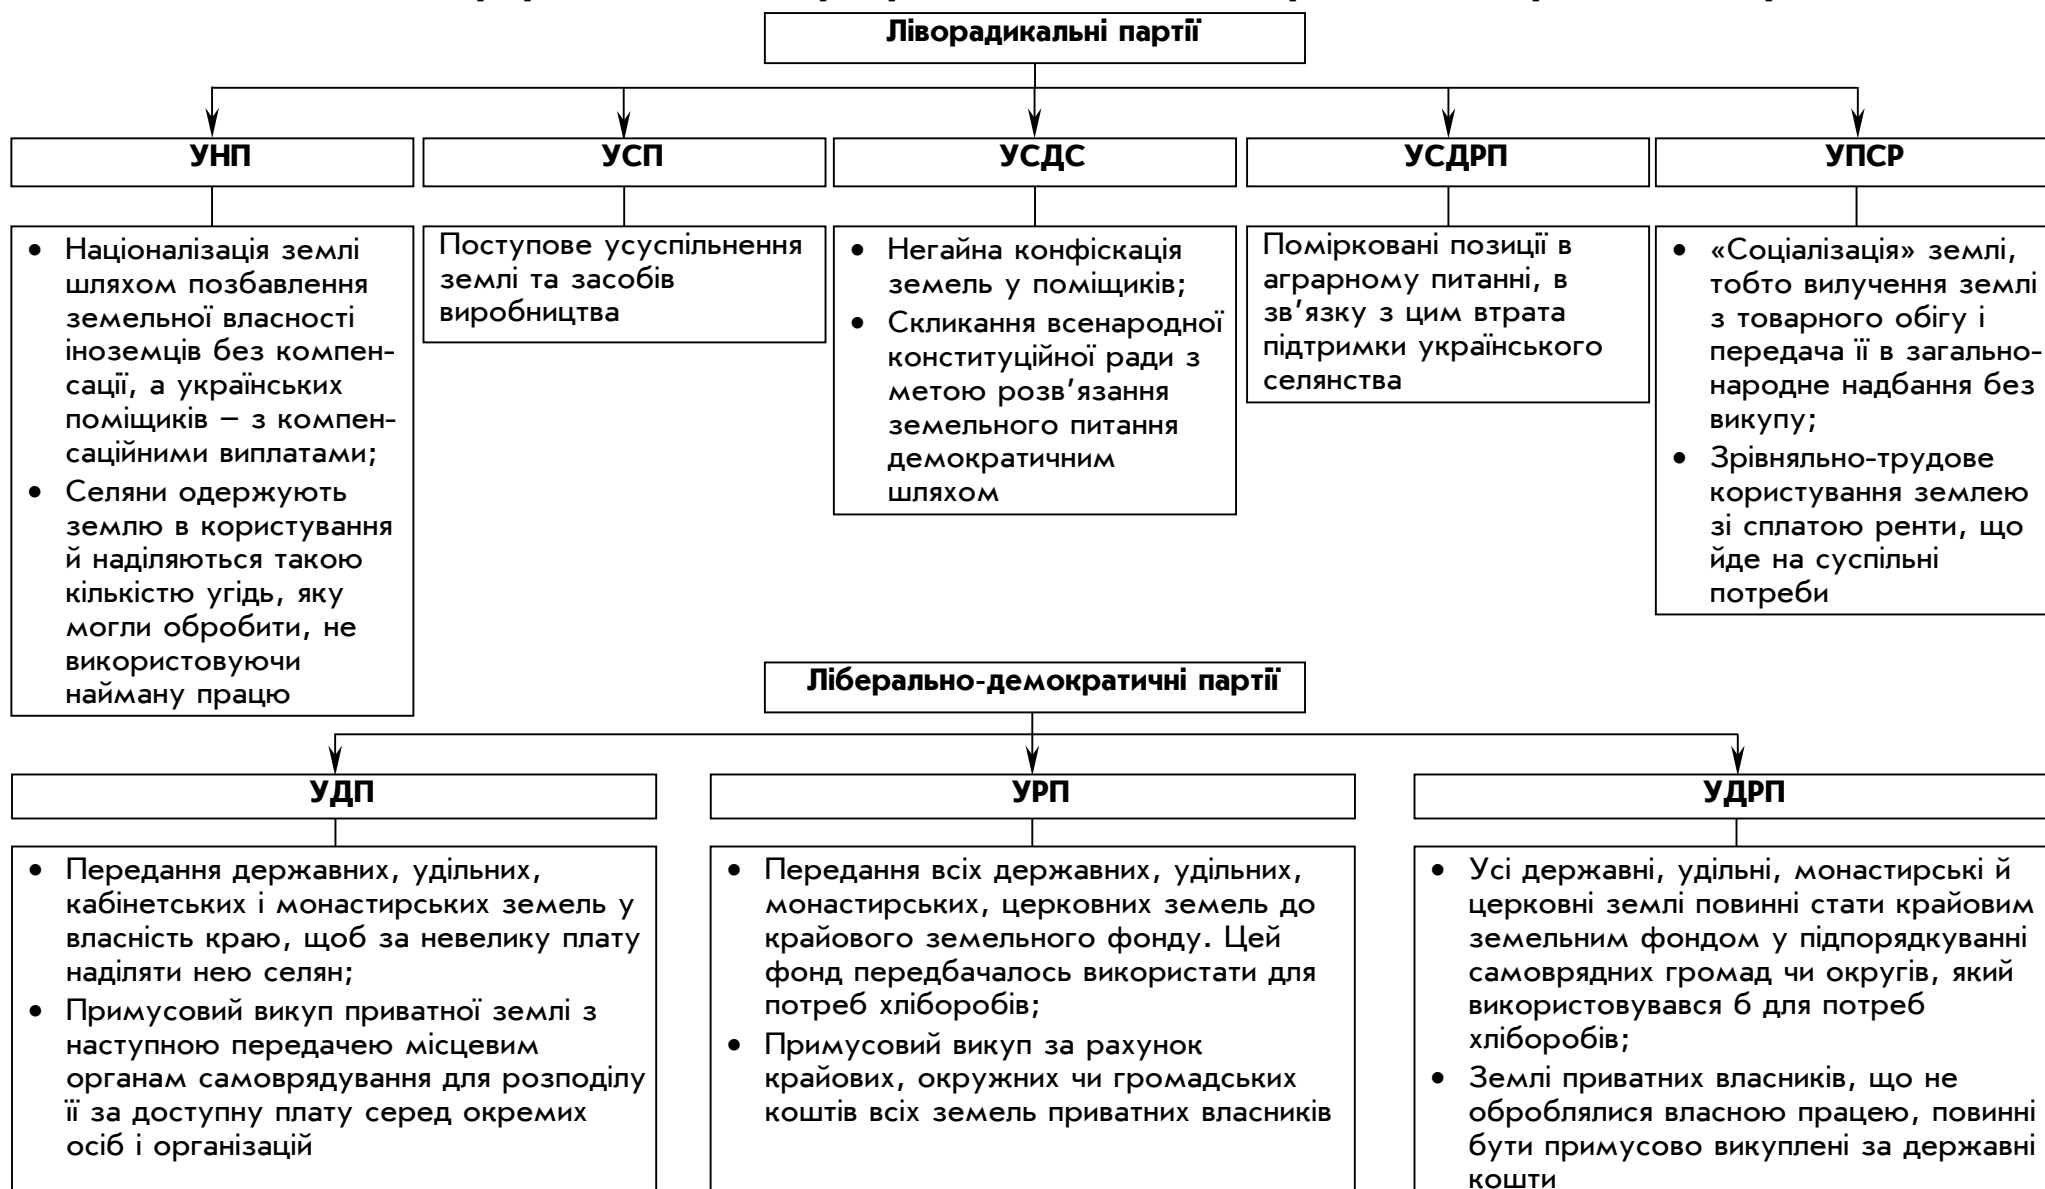 Ліворадикальні партії
УНП
УСП
УСДС
УСДРП
УПСР
• Націоналізація землі
шляхом позбавлення
земельної власності
іноземців без компен-
сації, а українських
поміщиків – з компен-
саційними виплатами;
• Селяни одержують
землю в користування
й наділяються такою
кількістю угідь, яку
могли обробити, не
використовуючи
найману працю
Поступове усуспільнення
землі та засобів
виробництва
• Негайна конфіскація
земель у поміщиків;
• Скликання всенародної
конституційної ради з
метою розв’язання
земельного питання
демократичним
шляхом
Помірковані позиції в
аграрному питанні, в
зв’язку з цим втрата
підтримки українського
селянства
• «Соціалізація» землі,
тобто вилучення землі
з товарного обігу і
передача її в загально-
народне надбання без
викупу;
• Зрівняльно-трудове
користування землею
зі сплатою ренти, що
йде на суспільні
потреби
Ліберально-демократичні партії
УДП
УРП
УДРП
• Передання державних, удільних,
кабінетських і монастирських земель у
власність краю, щоб за невелику плату
наділяти нею селян;
• Примусовий викуп приватної землі з
наступною передачею місцевим
органам самоврядування для розподілу
її за доступну плату серед окремих
осіб і організацій
• Передання всіх державних, удільних,
монастирських, церковних земель до
крайового земельного фонду. Цей
фонд передбачалось використати для
потреб хліборобів;
• Примусовий викуп за рахунок
крайових, окружних чи громадських
коштів всіх земель приватних власників
• Усі державні, удільні, монастирські й
церковні землі повинні стати крайовим
земельним фондом у підпорядкуванні
самоврядних громад чи округів, який
використовувався б для потреб
хліборобів;
• Землі приватних власників, що не
оброблялися власною працею, повинні
бути примусово викуплені за державні
кошти